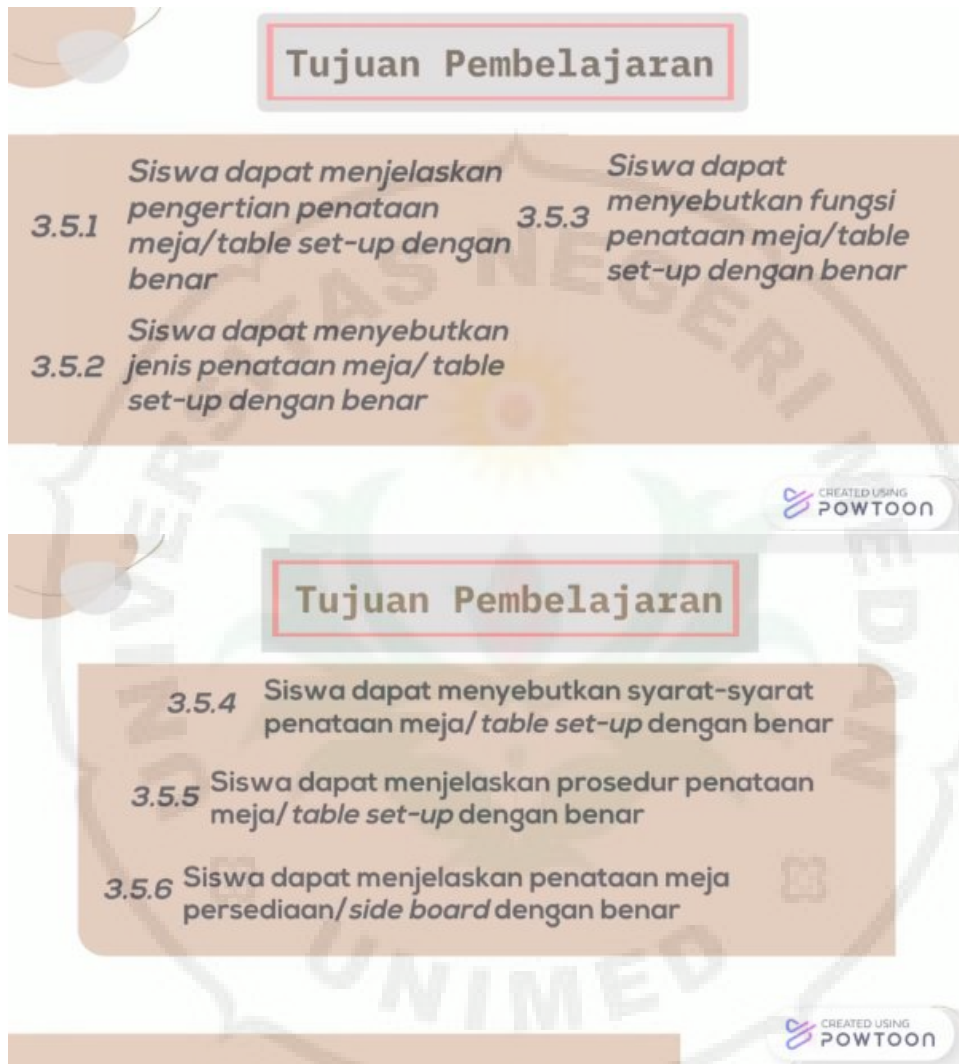 Tujuan Pembelajaran
3.5.1
Siswa dapat menjelaskan
pengertian penataan
meja/table set-up dengan
benar
3.5.2
Siswa dapat menyebutkan
jenis penataan meja/ table
set-up dengan benar
3.5.3
Siswa dapat
menyebutkan fungsi
penataan meja/table
set-up dengan benar
CREATED USING
POWTOON
Tujuan Pembelajaran
3.5.4
Siswa dapat menyebutkan syarat-syarat
penataan meja/ table set-up dengan benar
3.5.5
Siswa dapat menjelaskan prosedur penataan
meja/ table set-up dengan benar
3.5.6
Siswa dapat menjelaskan penataan meja
persediaan/side board dengan benar
CREATED USING
POWTOON
UNIVERSITAS NEGERI MEDAN
UNIMED